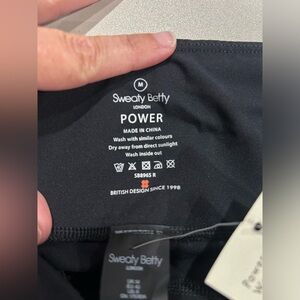 M
Sweaty Betty
LONDON
POWER
MADE IN CHINA
Wash with similar colours
Dry away from direct sunlight
Wash inside out
SB8965 R
BRITISH DESIGN SINCE 1998
Sweaty Betty
LONDON
Power